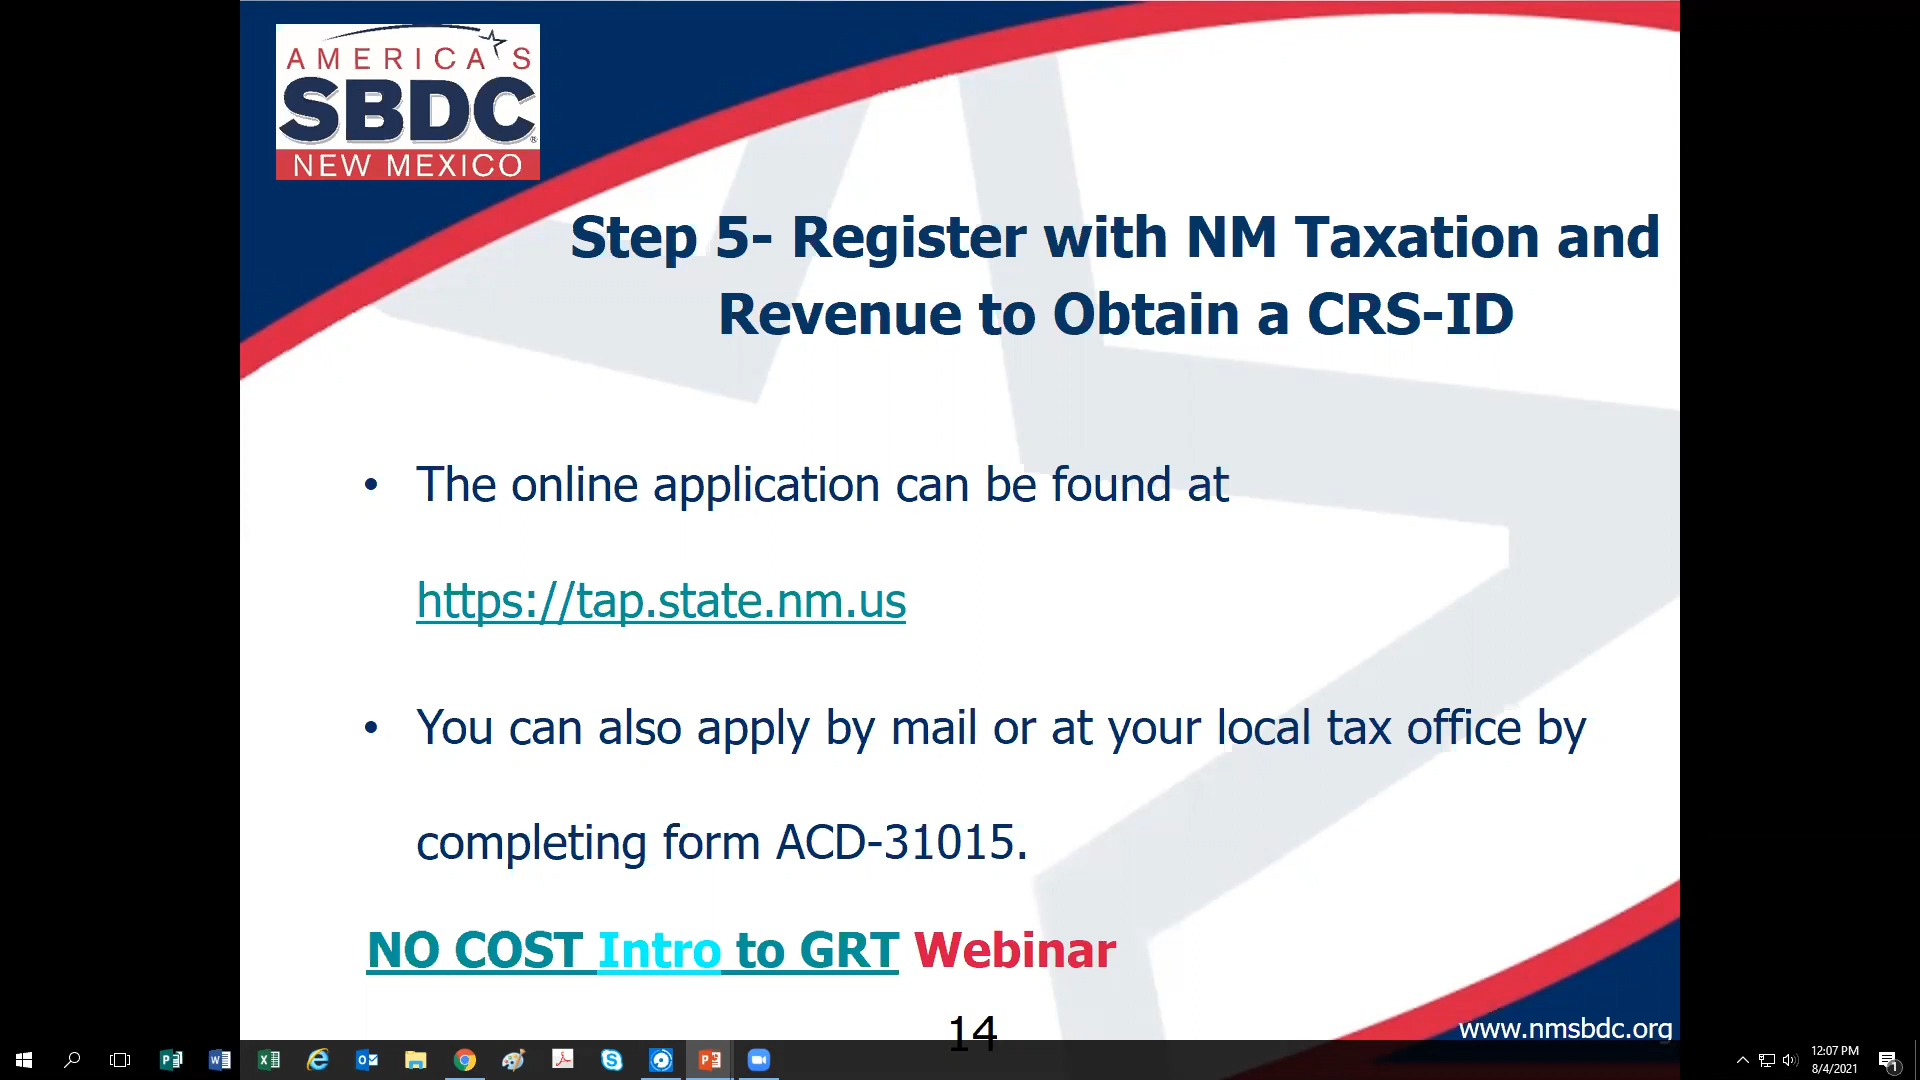 AMERICA'S
SBDC
NEW MEXICO
Step 5- Register with NM Taxation and
Revenue to Obtain a CRS-ID
• The online application can be found at
https://tap.state.nm.us
• You can also apply by mail or at your local tax office by
completing form ACD-31015.
NO COST Intro to GRT Webinar
14
www.nmsbdc.org
12:07 PM
8/4/2021